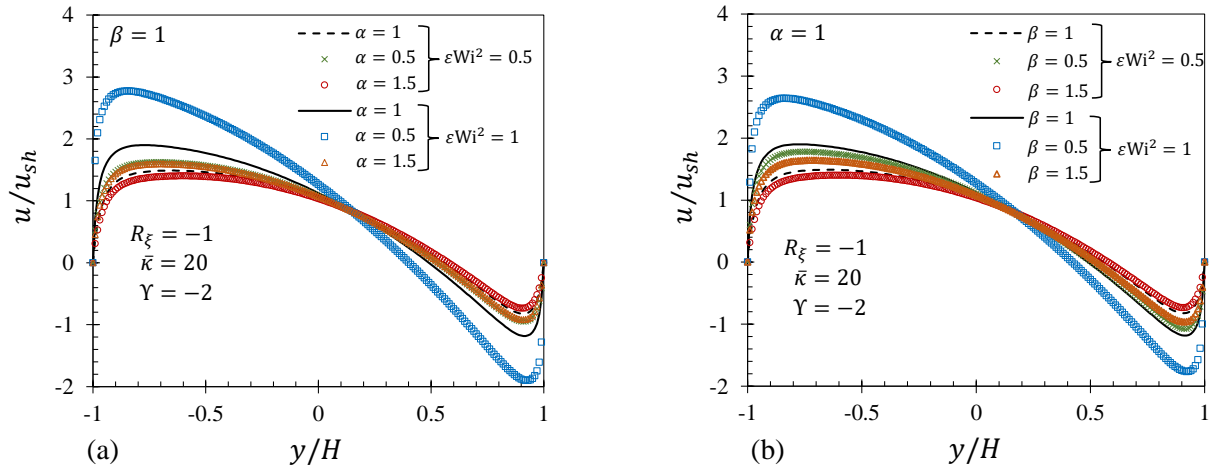 β = 1
α = 1
α = 0.5
α = 1.5
εWi² = 0.5
α = 1
α = 0.5
α = 1.5
εWi² = 1
R_ξ = −1
κ̄ = 20
ϒ = −2
u/u_sh
5
4
3
2
1
0
-1
-2
-1
-0.5
0
0.5
1
y/H
(a)
α = 1
β = 1
β = 0.5
β = 1.5
εWi² = 0.5
β = 1
β = 0.5
β = 1.5
εWi² = 1
R_ξ = −1
κ̄ = 20
ϒ = −2
u/u_sh
4
3
2
1
0
-1
-2
-1
-0.5
0
0.5
1
y/H
(b)